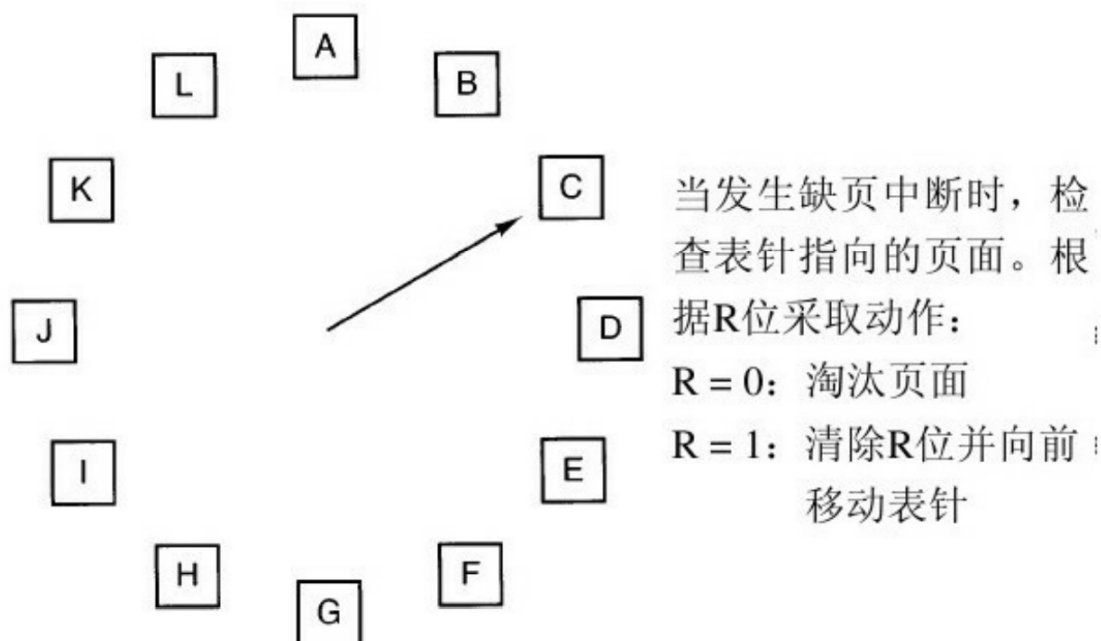 A
B
C
D
E
F
G
H
I
J
K
L
当发生缺页中断时，检
查表针指向的页面。根
据R位采取动作：
R = 0：淘汰页面
R = 1：清除R位并向前
移动表针